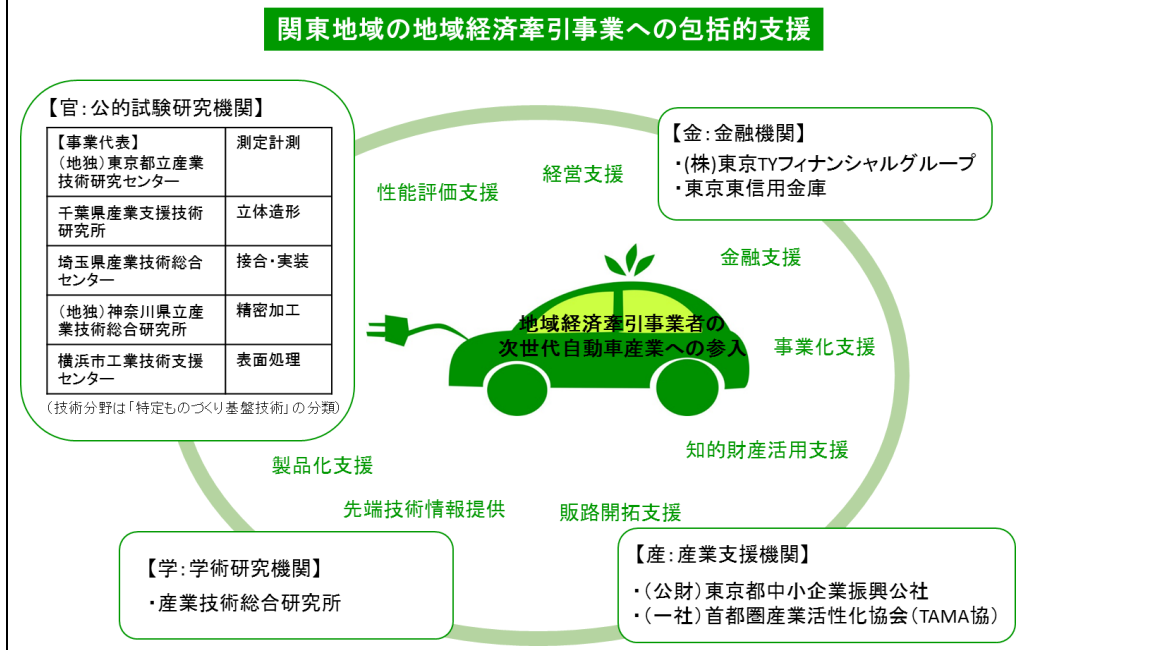 関東地域の地域経済牽引事業への包括的支援
【官：公的試験研究機関】
【事業代表】
（地独）東京都立産業
技術研究センター
測定計測
千葉県産業支援技術
研究所
立体造形
埼玉県産業技術総合
センター
接合・実装
（地独）神奈川県立産
業技術総合研究所
精密加工
横浜市工業技術支援
センター
表面処理
（技術分野は「特定ものづくり基盤技術」の分類）
【金：金融機関】
・(株)東京TYフィナンシャルグループ
・東京東信用金庫
経営支援
性能評価支援
金融支援
地域経済牽引事業者の
次世代自動車産業への参入
事業化支援
知的財産活用支援
製品化支援
先端技術情報提供
販路開拓支援
【学：学術研究機関】
・産業技術総合研究所
【産：産業支援機関】
・（公財）東京都中小企業振興公社
・（一社）首都圏産業活性化協会（TAMA協）